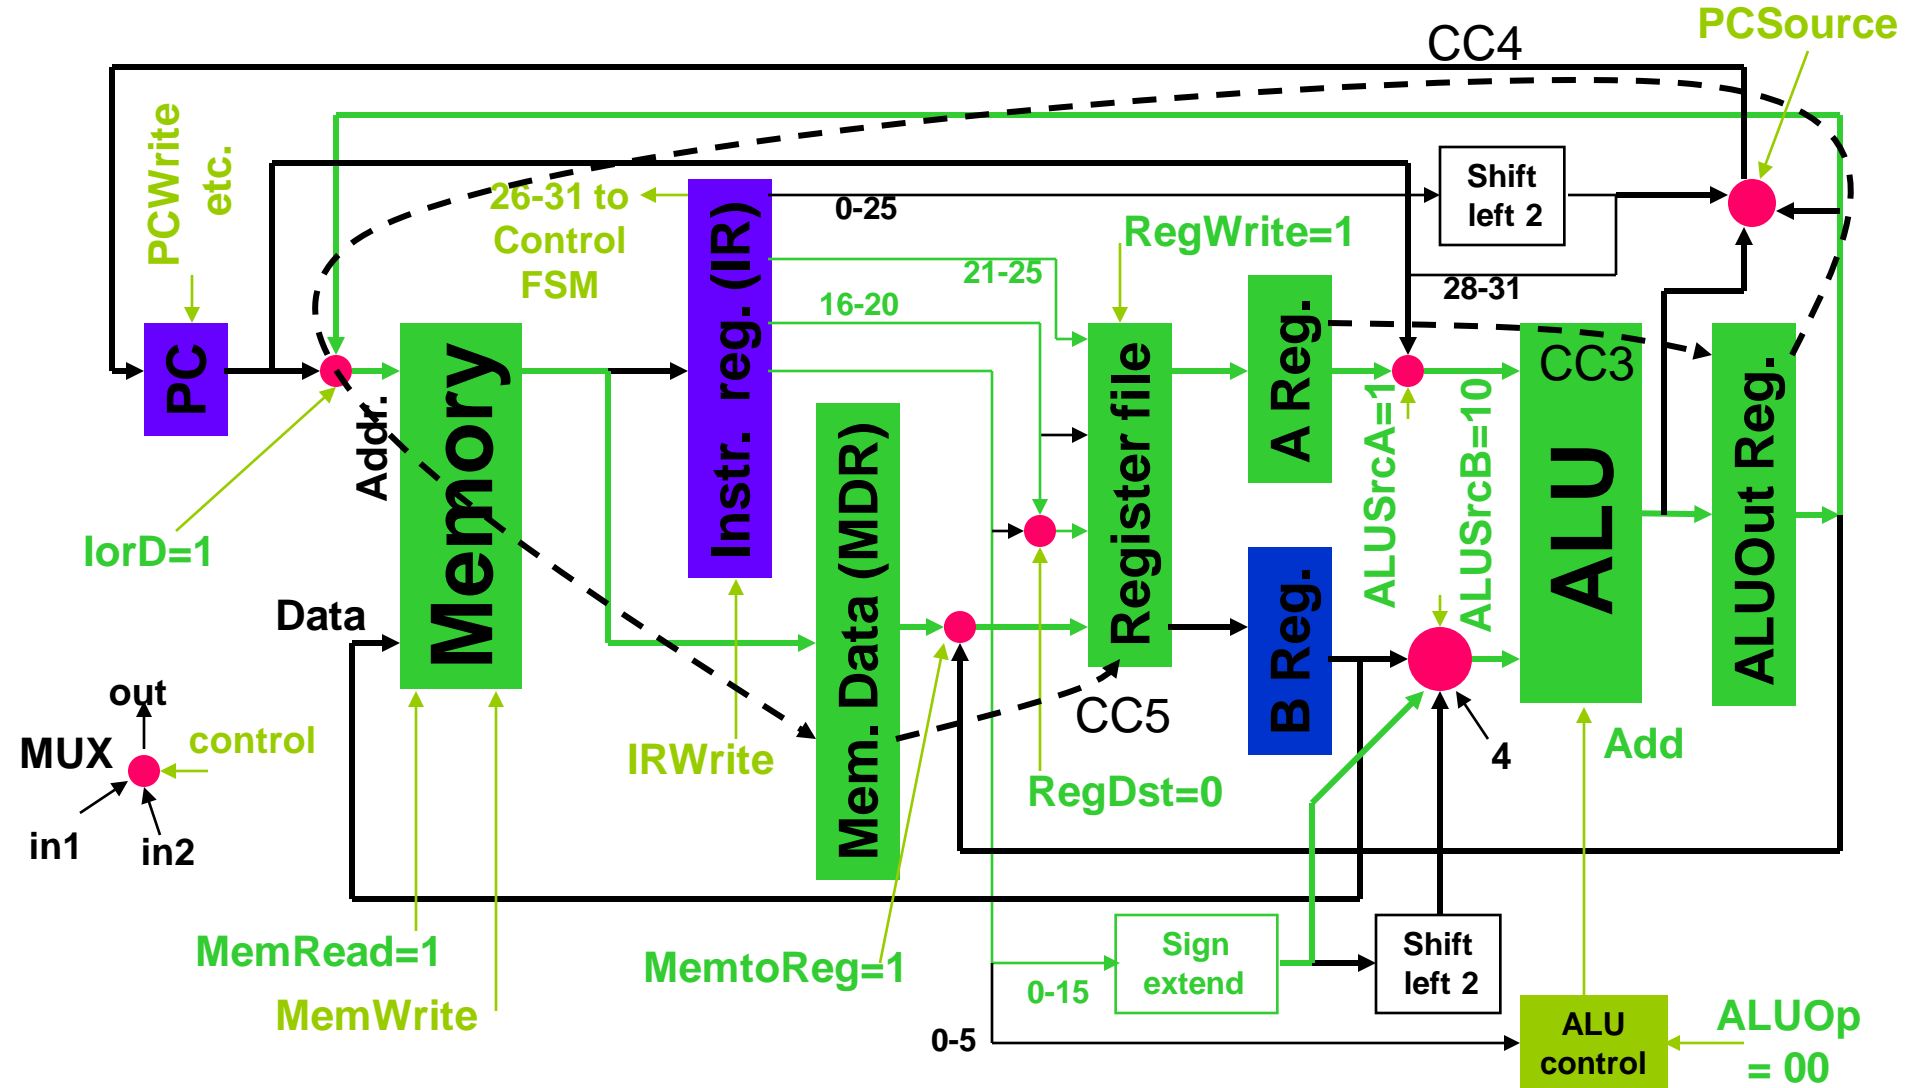 CC4
PCSource
PCWrite
etc.
26-31 to
Control
FSM
0-25
Shift
left 2
RegWrite=1
21-25
16-20
28-31
PC
Addr.
Memory
Instr. reg. (IR)
Mem. Data (MDR)
Register file
A Reg.
B Reg.
ALUSrcA=1
ALUSrcB=10
CC3
ALU
ALUOut Reg.
IorD=1
Data
out
MUX
control
in1
in2
IRWrite
CC5
RegDst=0
4
Add
MemRead=1
MemWrite
MemtoReg=1
Sign
extend
0-15
Shift
left 2
0-5
ALU
control
ALUOp
= 00